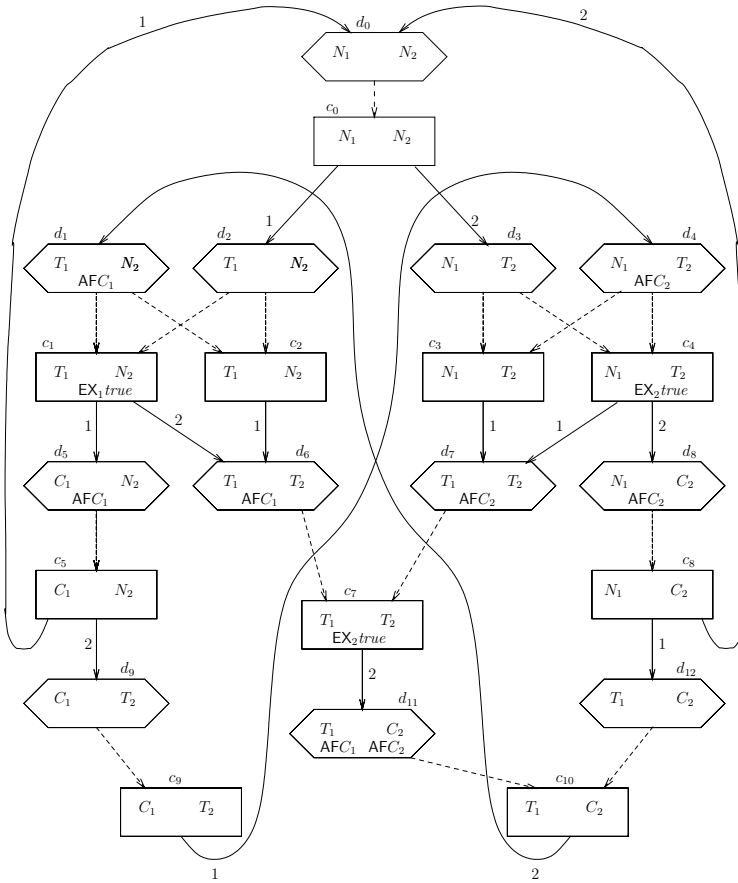 1 2
d0
N1 N2
c0
N1 N2
1 2
d1 d2 d3 d4
T1 N2 T1 N2 N1 T2 N1 T2
AFC1 AFC2
c1 c2 c3 c4
T1 N2 T1 N2 N1 T2 N1 T2
EX1true EX2true
1 2 1 1 1 2
d5 d6 d7 d8
C1 N2 T1 T2 T1 T2 N1 C2
AFC1 AFC1 AFC2 AFC2
c5 c7 c8
C1 N2 T1 T2 N1 C2
EX2true
2 2 1
d9 d11 d12
C1 T2 T1 C2 T1 C2
AFC1 AFC2
c9 c10
C1 T2 T1 C2
1 2